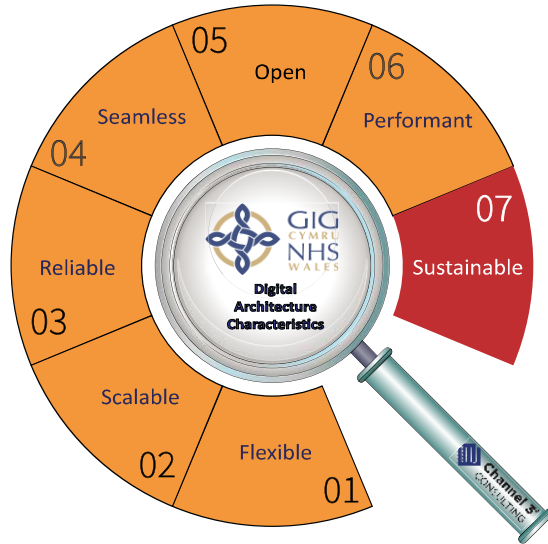 05
Open
06
Performant
Seamless
04
07
Sustainable
Reliable
03
GIG
CYMRU
NHS
WALES
Digital
Architecture
Characteristics
Scalable
02
Flexible
01
Channel 3
CONSULTING